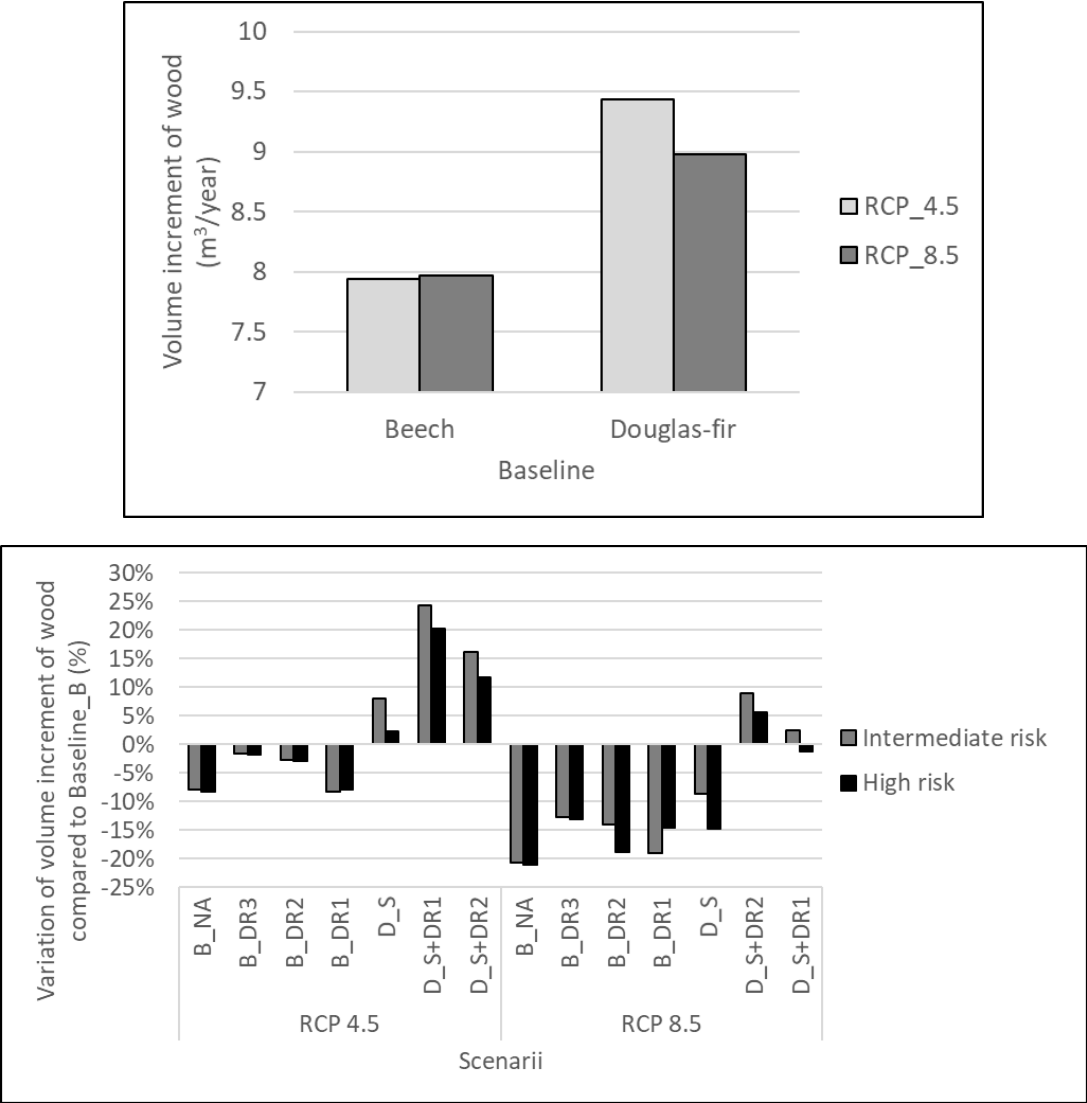 Volume increment of wood
(m³/year)
10
9.5
9
8.5
8
7.5
7
Beech
Douglas-fir
Baseline
RCP_4.5
RCP_8.5
Variation of volume increment of wood
compared to Baseline_B (%)
30%
25%
20%
15%
10%
5%
0%
-5%
-10%
-15%
-20%
-25%
B_NA
B_DR3
B_DR2
B_DR1
D_S
D_S+DR1
D_S+DR2
B_NA
B_DR3
B_DR2
B_DR1
D_S
D_S+DR2
D_S+DR1
RCP 4.5
RCP 8.5
Scenarii
Intermediate risk
High risk